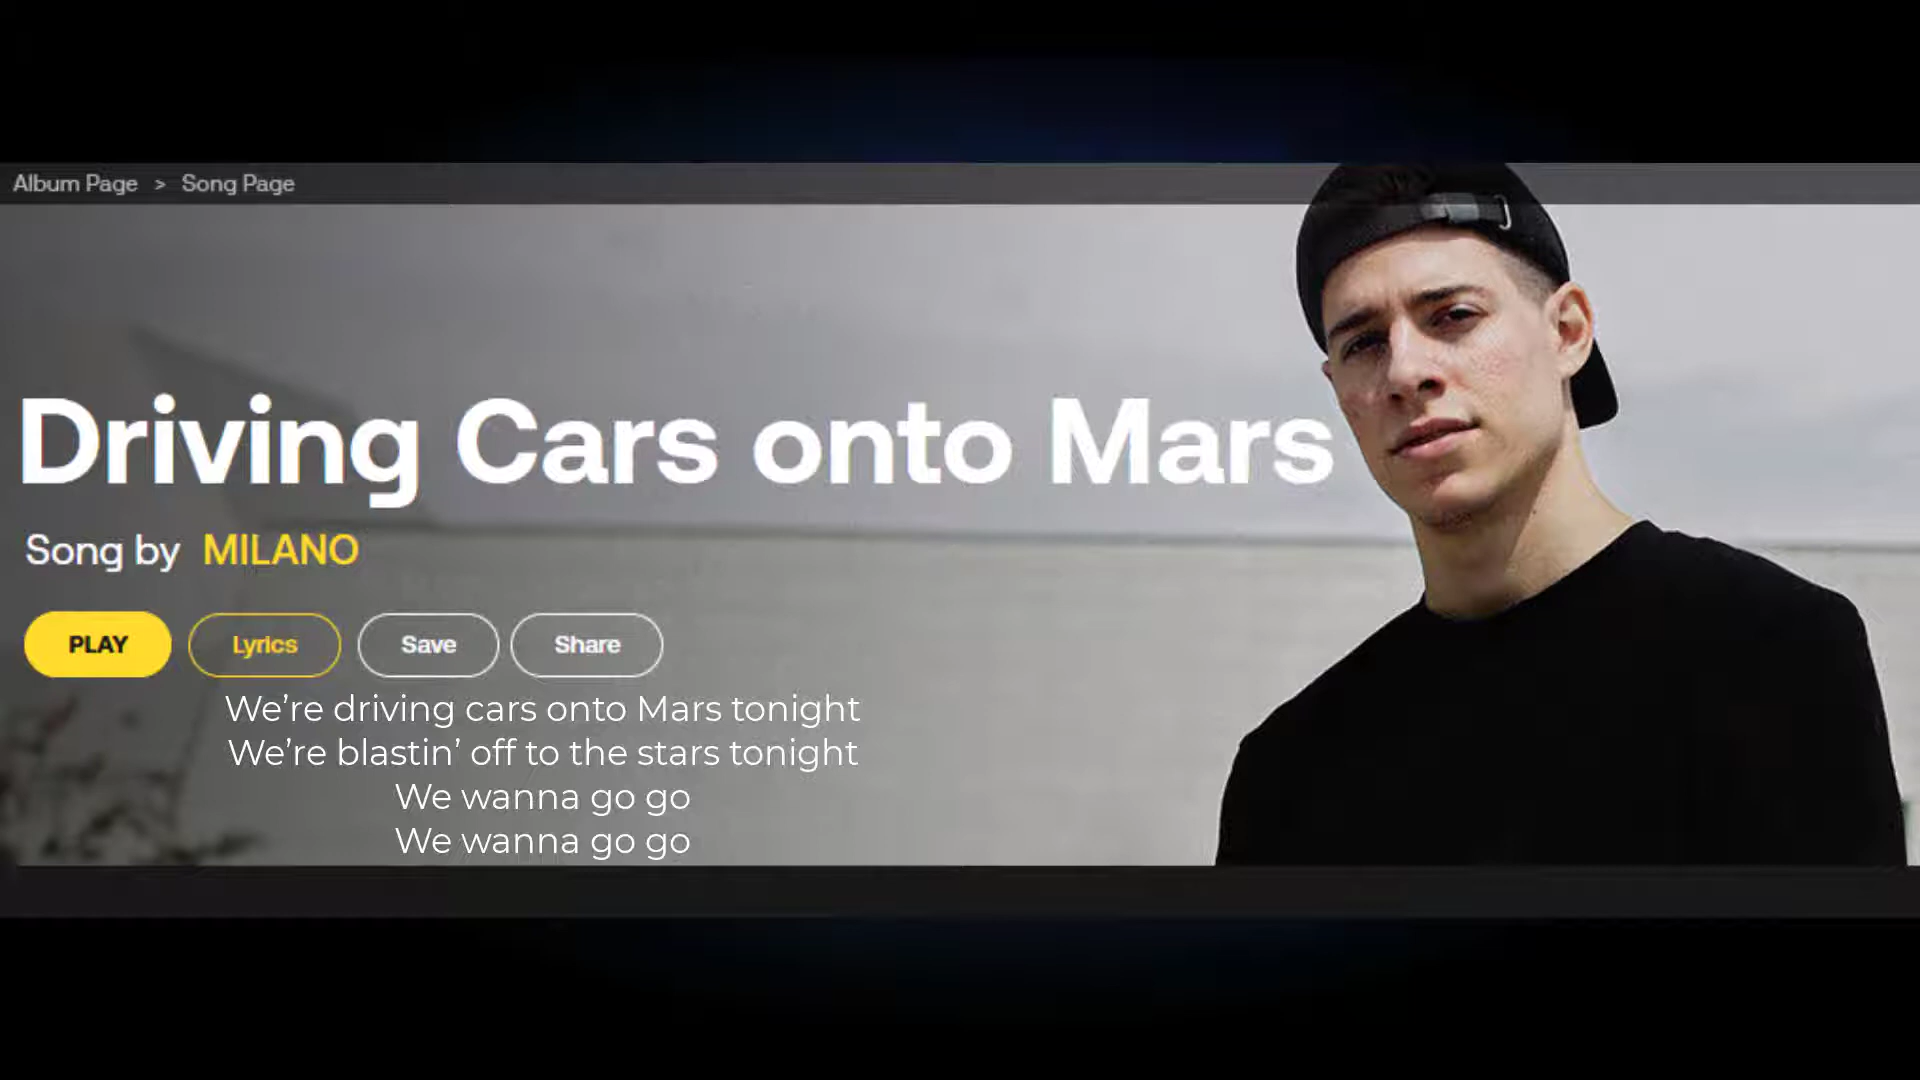 Album Page > Song Page
Driving Cars onto Mars
Song by MILANO
PLAY Lyrics Save Share
We’re driving cars onto Mars tonight
We’re blastin’ off to the stars tonight
We wanna go go
We wanna go go